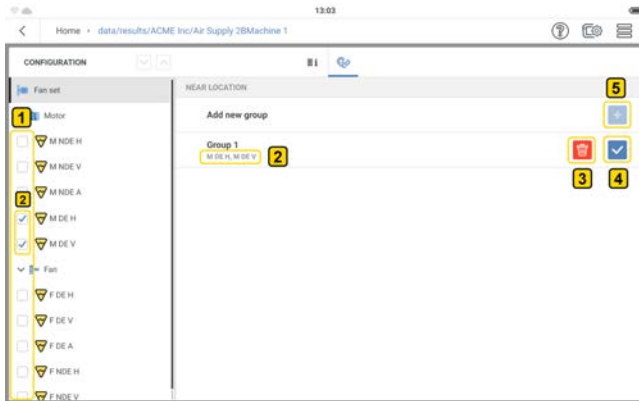 13:03
Home • data/results/ACME Inc/Air Supply 2BMachine 1
CONFIGURATION
Fan set
NEAR LOCATION
5
1
Motor
Add new group
M NDE H
Group 1
M DE H, M DE V
2
M NDE V
3
4
M NDE A
2
M DE H
M DE V
Fan
F DE H
F DE V
F DE A
F NDE H
F NDE V